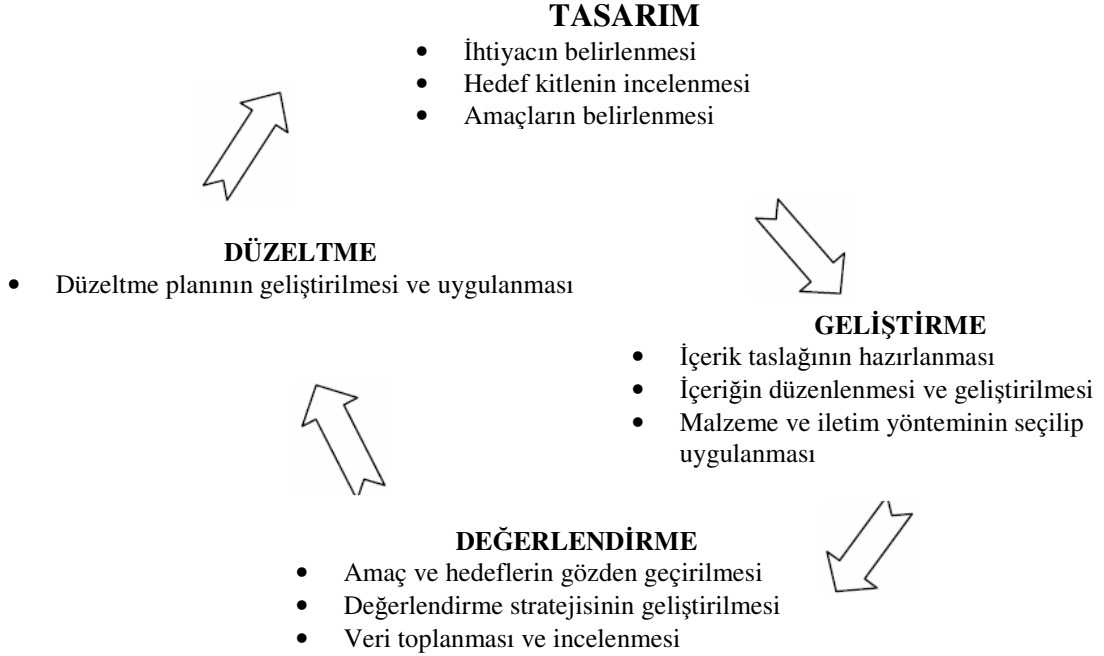 TASARIM
• İhtiyacın belirlenmesi
• Hedef kitlenin incelenmesi
• Amaçların belirlenmesi
DÜZELTME
• Düzeltme planının geliştirilmesi ve uygulanması
GELİŞTİRME
• İçerik taslağının hazırlanması
• İçeriğin düzenlenmesi ve geliştirilmesi
• Malzeme ve iletim yönteminin seçilip
uygulanması
DEĞERLENDİRME
• Amaç ve hedeflerin gözden geçirilmesi
• Değerlendirme stratejisinin geliştirilmesi
• Veri toplanması ve incelenmesi